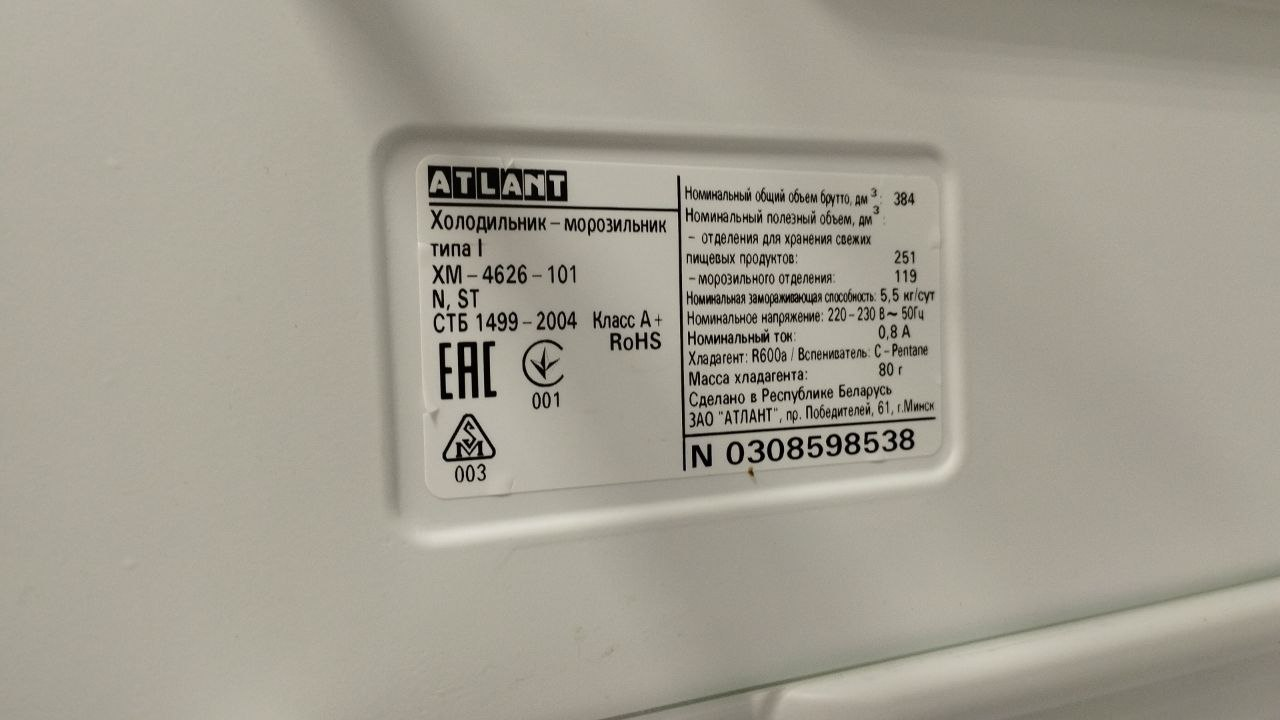 ATLANT
Холодильник – морозильник
типа I
ХМ – 4626 – 101
N, ST
СТБ 1499 – 2004 Класс А+
RoHS
EAC
001
003
Номинальный общий объем брутто, дм³: 384
Номинальный полезный объем, дм³:
– отделения для хранения свежих
пищевых продуктов: 251
– морозильного отделения: 119
Номинальная замораживающая способность: 5,5 кг/сут
Номинальное напряжение: 220 – 230 В ~ 50Гц
Номинальный ток: 0,8 А
Хладагент: R600a / Вспениватель: C – Pentane
Масса хладагента: 80 г
Сделано в Республике Беларусь
ЗАО "АТЛАНТ", пр. Победителей, 61, г.Минск
N 0308598538